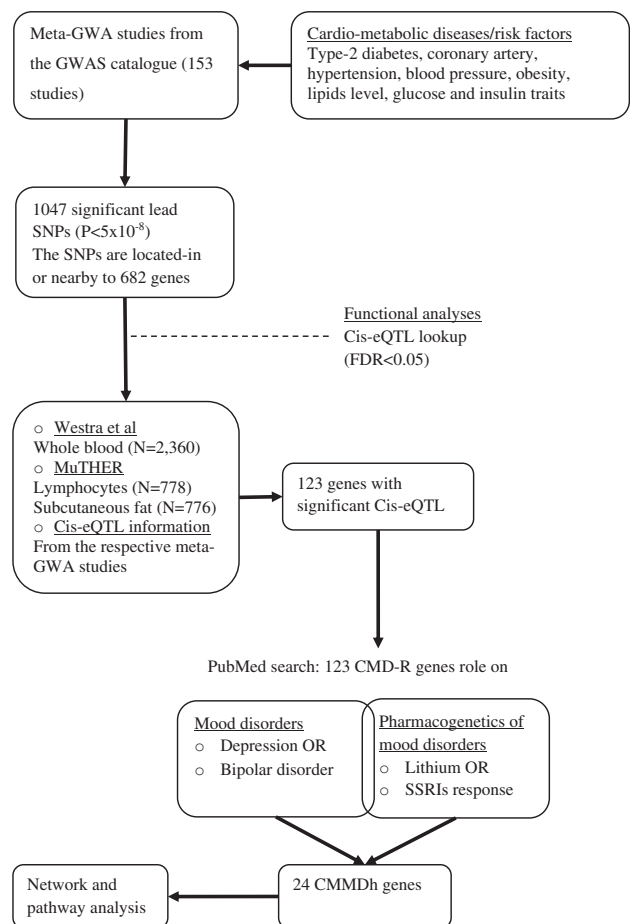 Meta-GWA studies from
the GWAS catalogue (153
studies)
Cardio-metabolic diseases/risk factors
Type-2 diabetes, coronary artery,
hypertension, blood pressure, obesity,
lipids level, glucose and insulin traits
1047 significant lead
SNPs (P<5x10⁻⁸)
The SNPs are located-in
or nearby to 682 genes
Functional analyses
Cis-eQTL lookup
(FDR<0.05)
○ Westra et al
Whole blood (N=2,360)
○ MuTHER
Lymphocytes (N=778)
Subcutaneous fat (N=776)
○ Cis-eQTL information
From the respective meta-
GWA studies
123 genes with
significant Cis-eQTL
PubMed search: 123 CMD-R genes role on
Mood disorders
○ Depression OR
○ Bipolar disorder
Pharmacogenetics of
mood disorders
○ Lithium OR
○ SSRIs response
24 CMMDh genes
Network and
pathway analysis